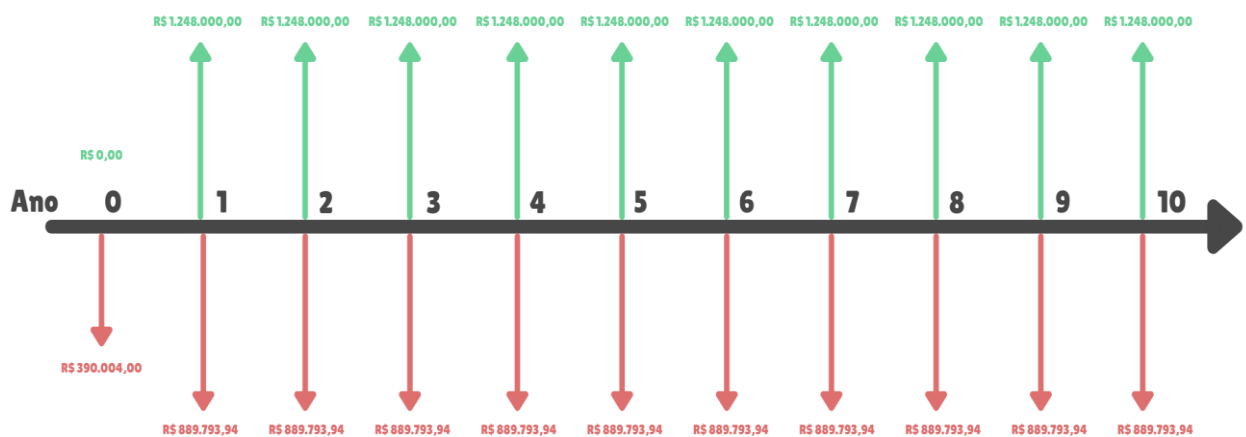 R$ 1.248.000,00 R$ 1.248.000,00 R$ 1.248.000,00 R$ 1.248.000,00 R$ 1.248.000,00 R$ 1.248.000,00 R$ 1.248.000,00 R$ 1.248.000,00 R$ 1.248.000,00 R$ 1.248.000,00
R$ 0,00
Ano 0 1 2 3 4 5 6 7 8 9 10
R$ 390.004,00
R$ 889.793,94 R$ 889.793,94 R$ 889.793,94 R$ 889.793,94 R$ 889.793,94 R$ 889.793,94 R$ 889.793,94 R$ 889.793,94 R$ 889.793,94 R$ 889.793,94